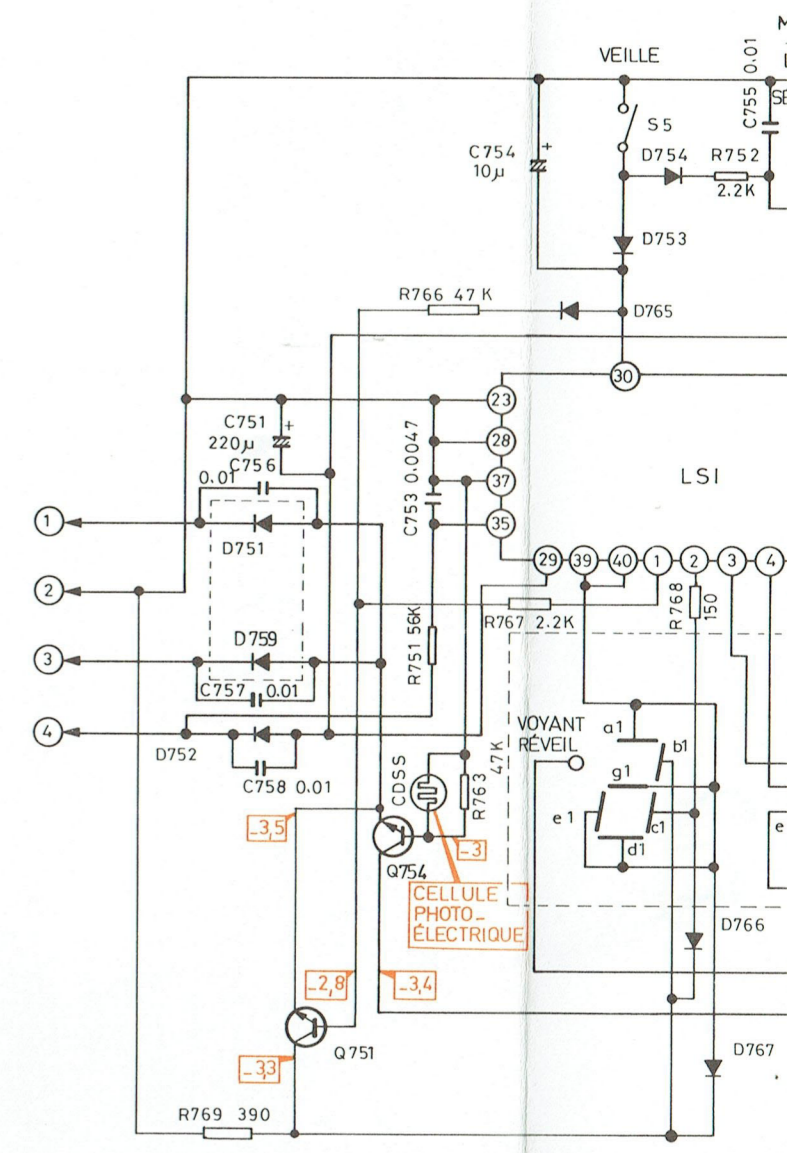 M
VEILLE
C755 0.01
SE
S5
C754
10µ
+
D754
R752
2.2K
D753
R766 47 K
D765
30
C751
220µ
+
23
28
37
35
C753 0.0047
LSI
C756
0.01
1
D751
29
39
40
1
2
3
4
2
R767 2.2K
R768
150
R751 56K
D759
3
C757 0.01
4
D752
C758 0.01
VOYANT
RÉVEIL
47K
CDSS
R763
a1
b1
g1
e1
c1
d1
e
-3,5
-3
Q754
CELLULE
PHOTO-
ÉLECTRIQUE
D766
-2,8
-3,4
Q751
-3,3
D767
R769 390